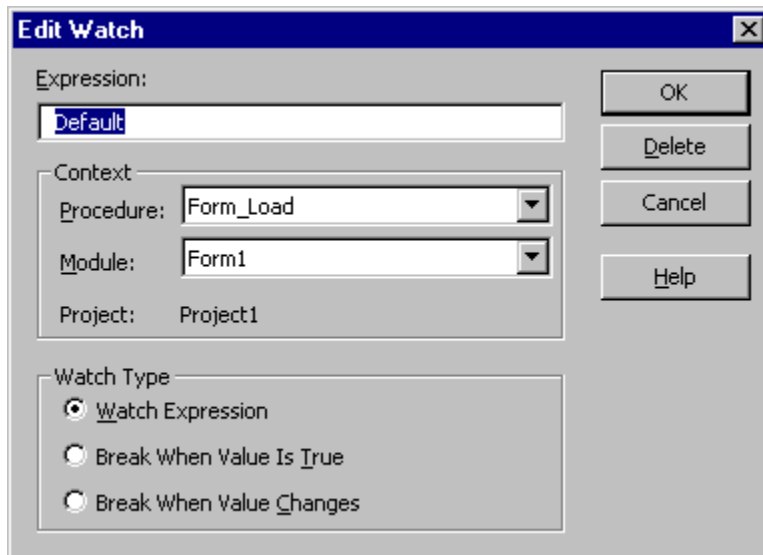 Edit Watch
Expression:
Default
OK
Delete
Cancel
Help
Context
Procedure: Form_Load
Module: Form1
Project: Project1
Watch Type
Watch Expression
Break When Value Is True
Break When Value Changes